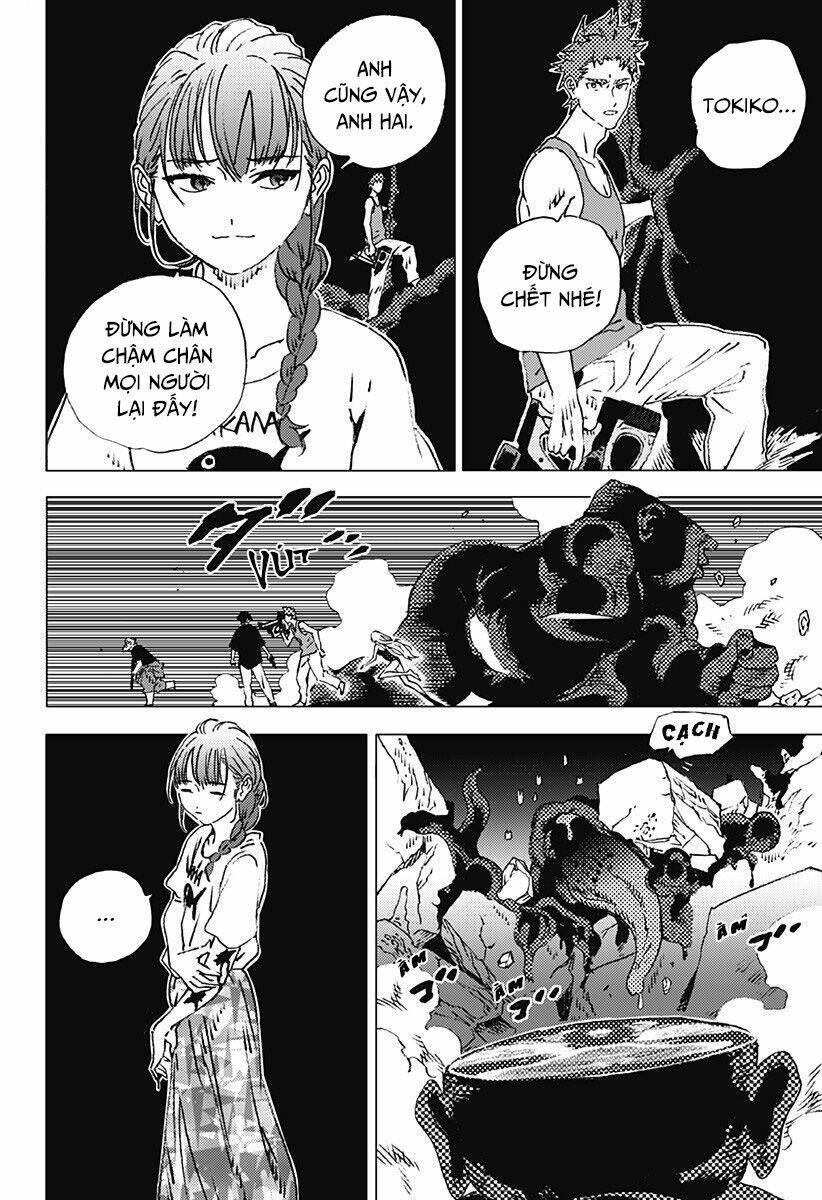 TOKIKO...
ĐỪNG
CHẾT NHÉ!
ANH
CŨNG VẬY,
ANH HAI.
ĐỪNG LÀM
CHẬM CHÂN
MỌI NGƯỜI
LẠI ĐẤY!
KANA
VÚT
CẠCH
ẦM
ẦM
ẦM
...